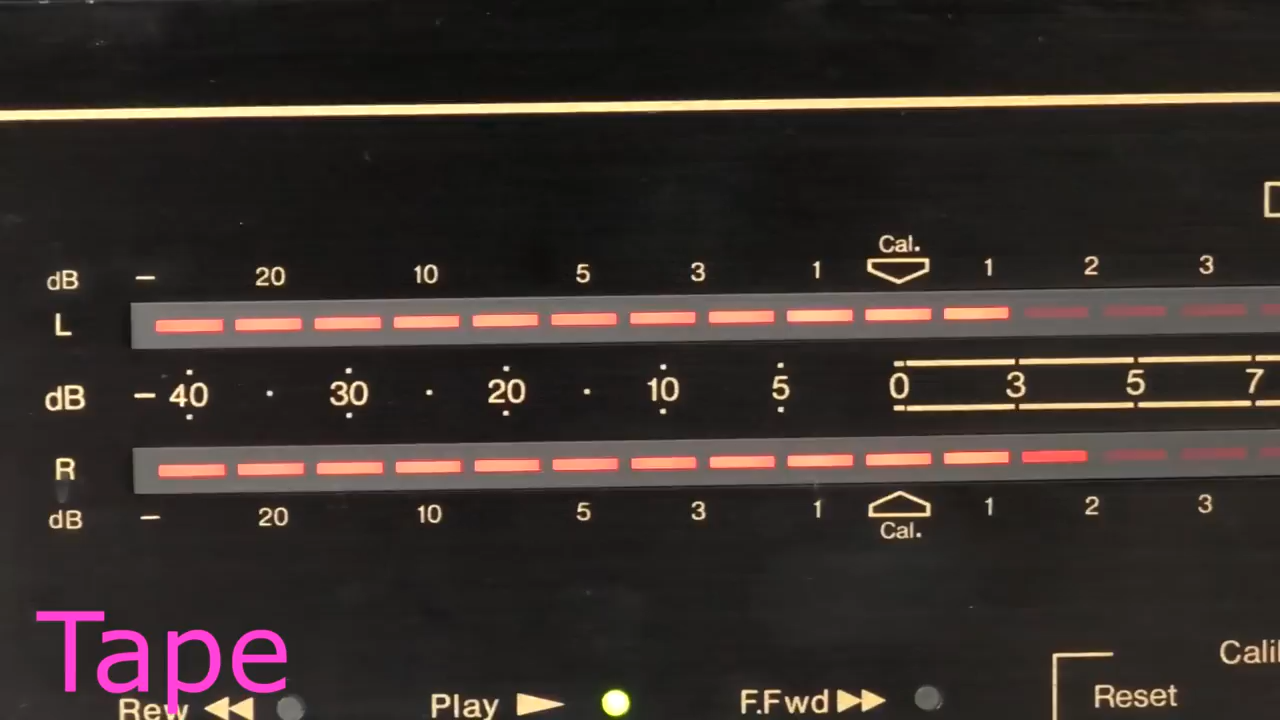 Cal.
dB – 20 10 5 3 1 1 2 3
L
dB – 40 · 30 · 20 · 10 5 0 3 5 7
R
dB – 20 10 5 3 1 1 2 3
Cal.
Tape
Cali
Rew Play F.Fwd Reset